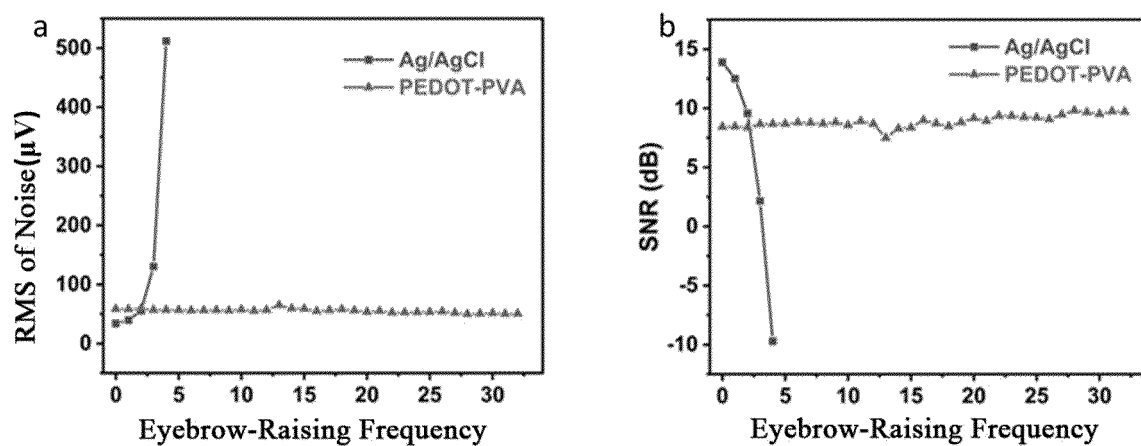 a
RMS of Noise(μV)
500
400
300
200
100
0
Ag/AgCl
PEDOT-PVA
0 5 10 15 20 25 30
Eyebrow-Raising Frequency
b
SNR (dB)
15
10
5
0
-5
-10
Ag/AgCl
PEDOT-PVA
0 5 10 15 20 25 30
Eyebrow-Raising Frequency